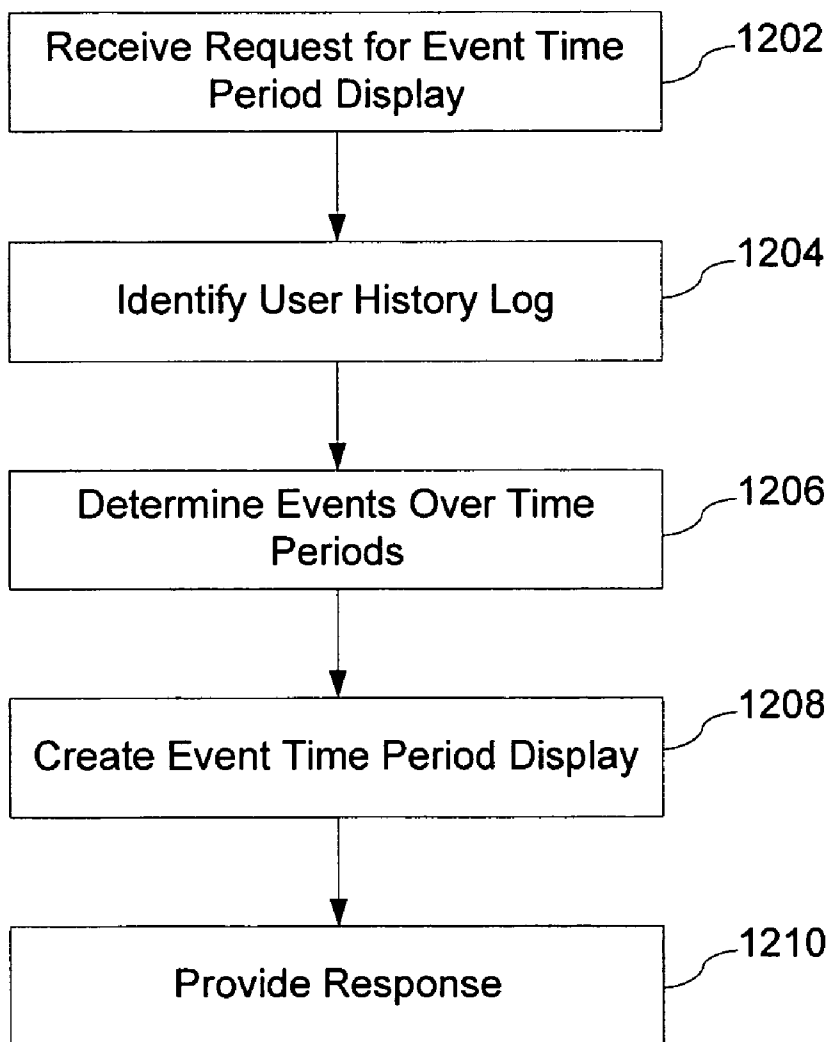 Receive Request for Event Time
Period Display
1202
Identify User History Log
1204
Determine Events Over Time
Periods
1206
Create Event Time Period Display
1208
Provide Response
1210